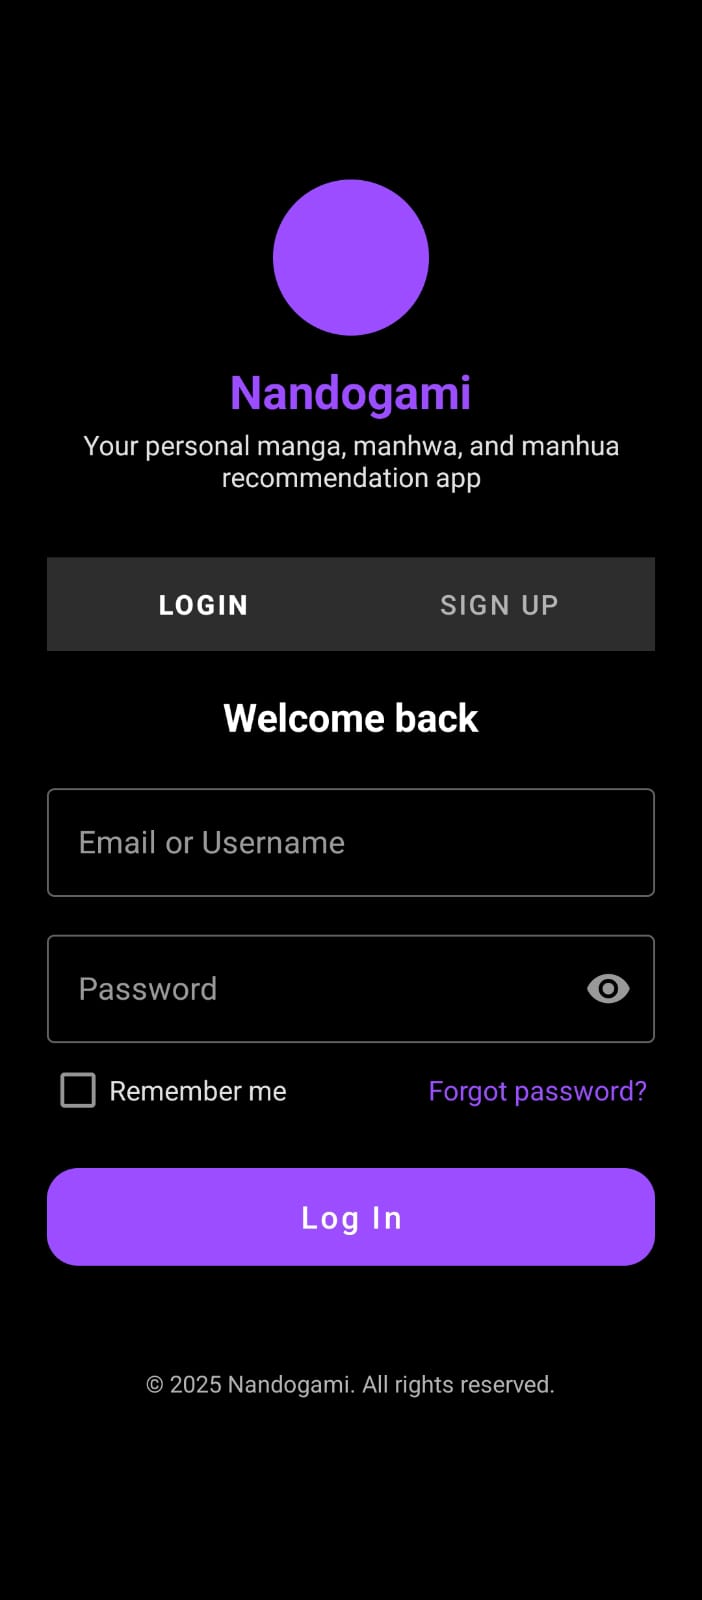 Nandogami
Your personal manga, manhwa, and manhua
recommendation app
LOGIN
SIGN UP
Welcome back
Email or Username
Password
Remember me
Forgot password?
Log In
© 2025 Nandogami. All rights reserved.